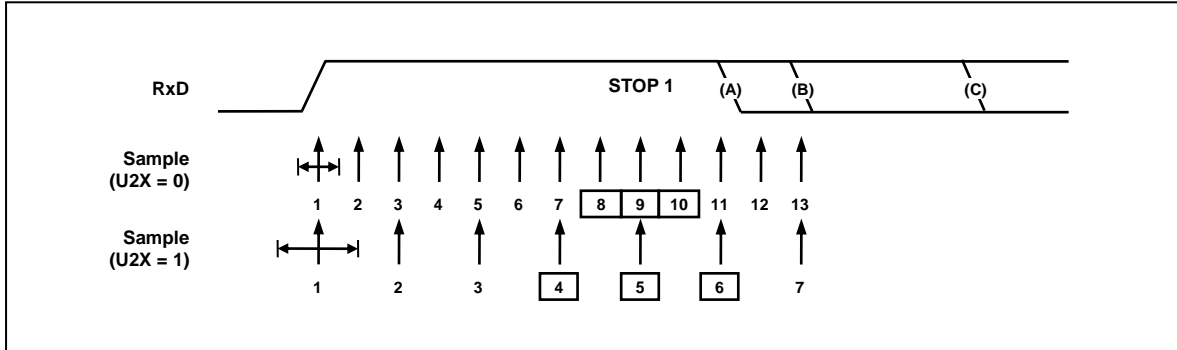 RxD STOP 1 (A) (B) (C)
Sample
(U2X = 0)
1 2 3 4 5 6 7 8 9 10 11 12 13
Sample
(U2X = 1)
1 2 3 4 5 6 7